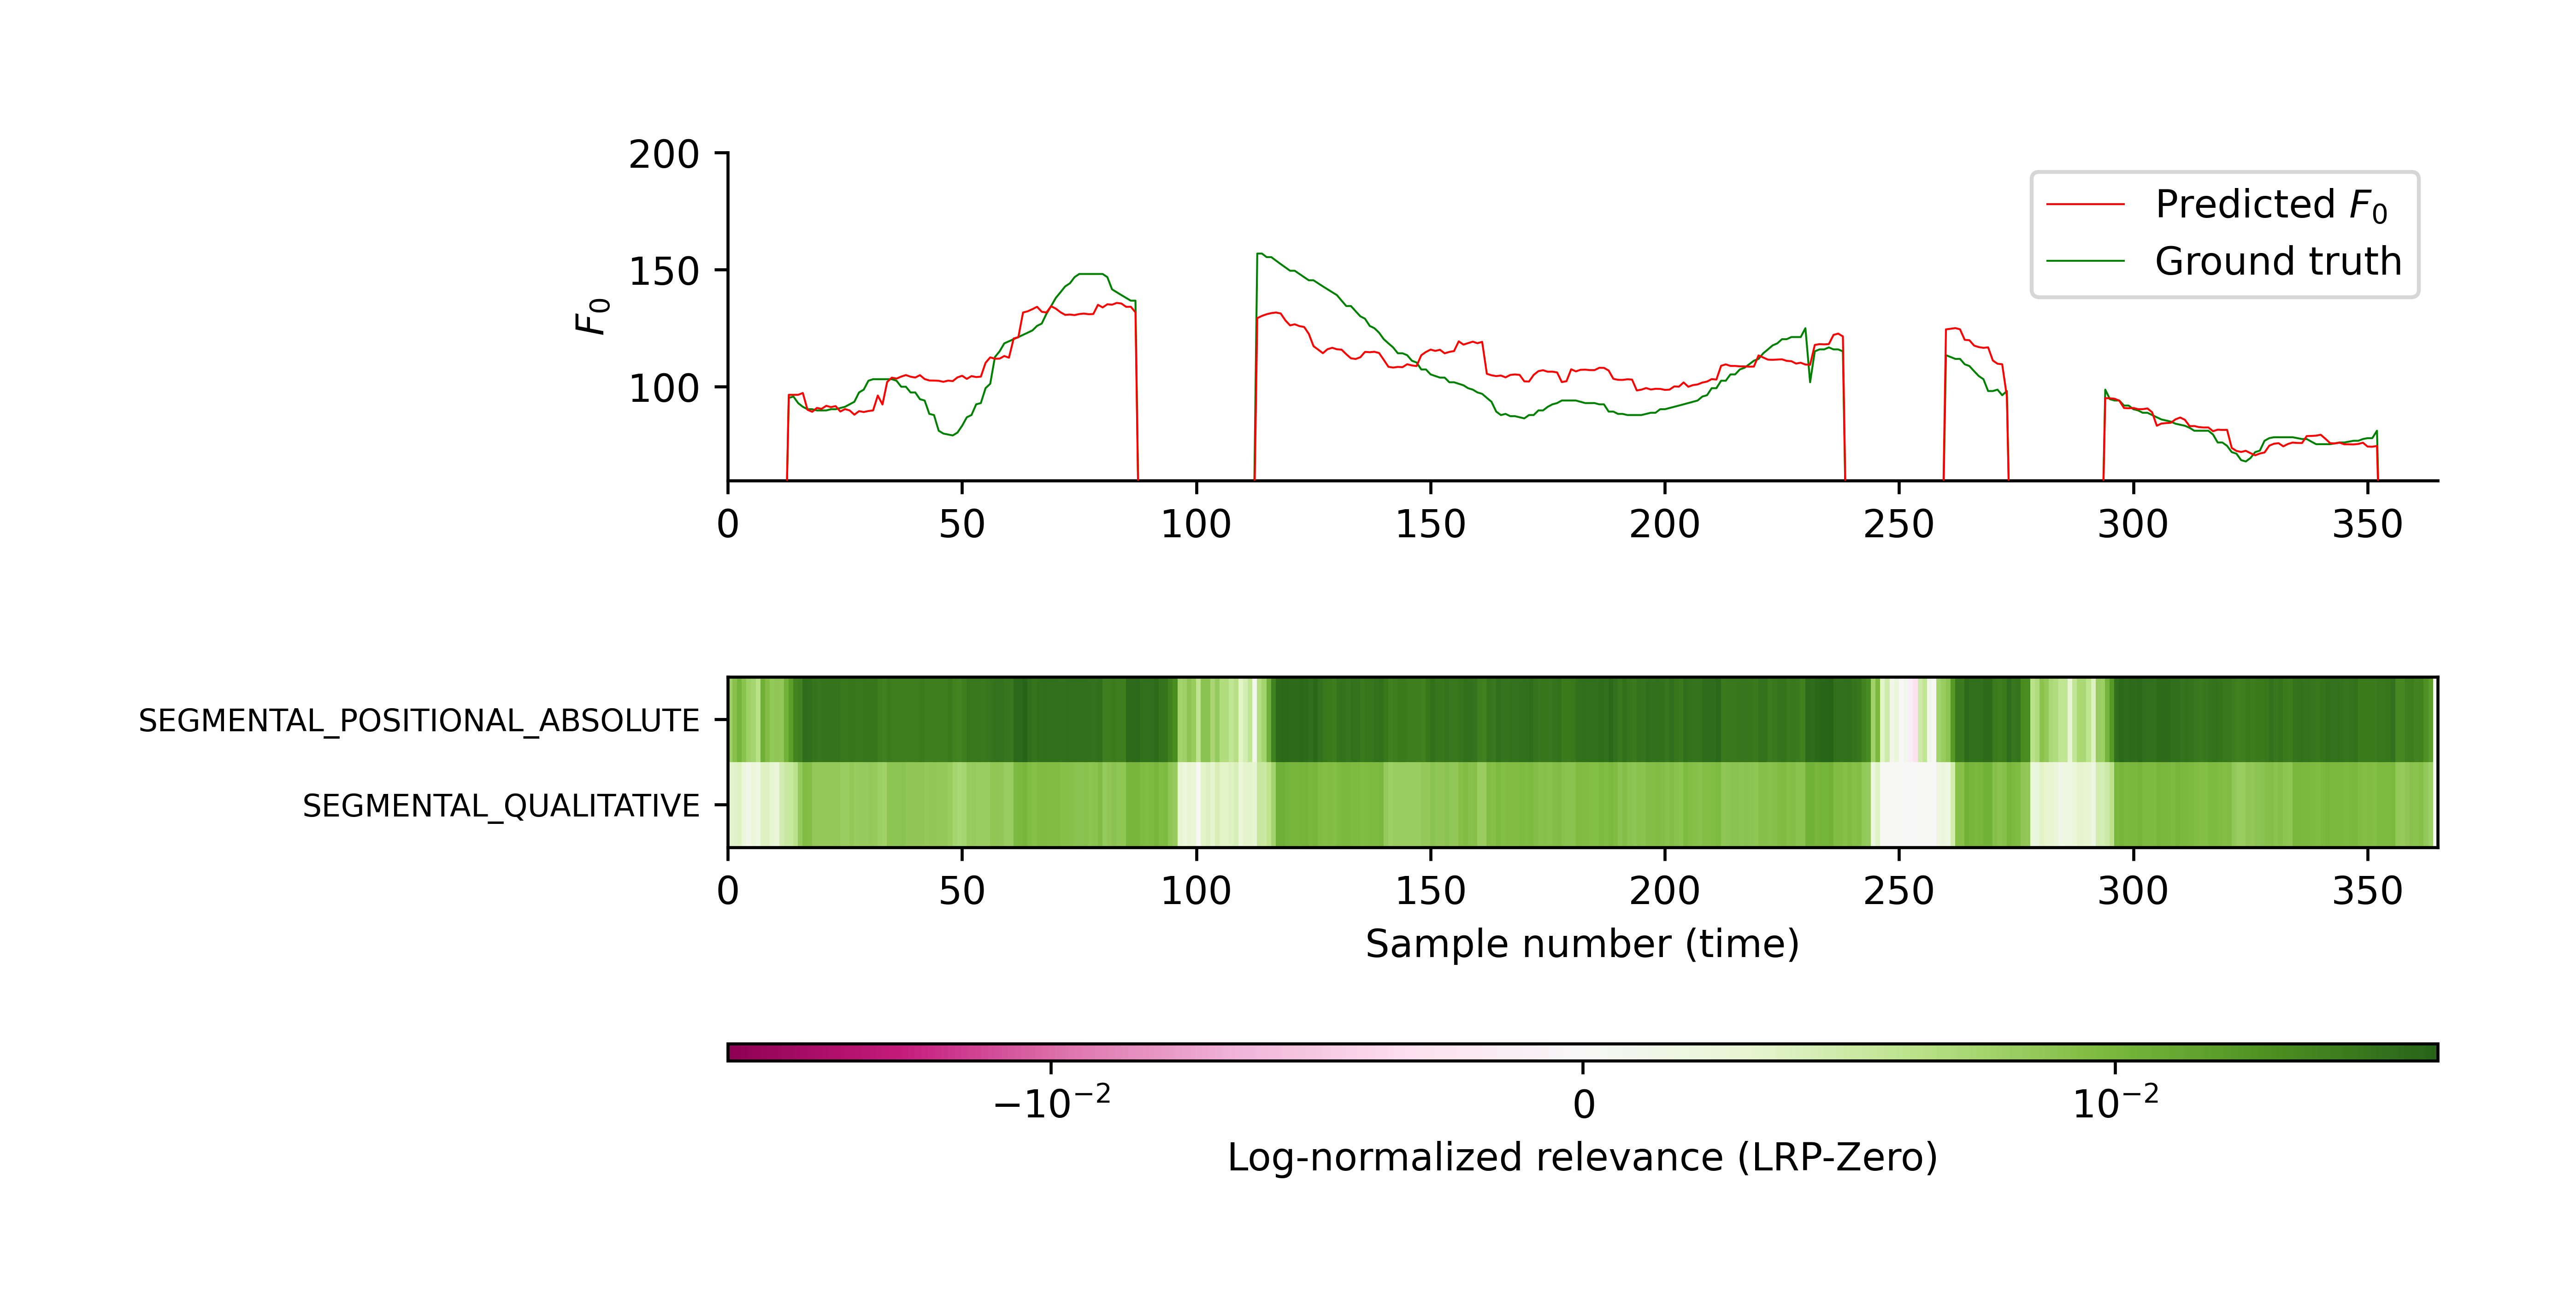 200
150
100
F₀
Predicted F₀
Ground truth
0 50 100 150 200 250 300 350
SEGMENTAL_POSITIONAL_ABSOLUTE
SEGMENTAL_QUALITATIVE
0 50 100 150 200 250 300 350
Sample number (time)
−10⁻² 0 10⁻²
Log-normalized relevance (LRP-Zero)